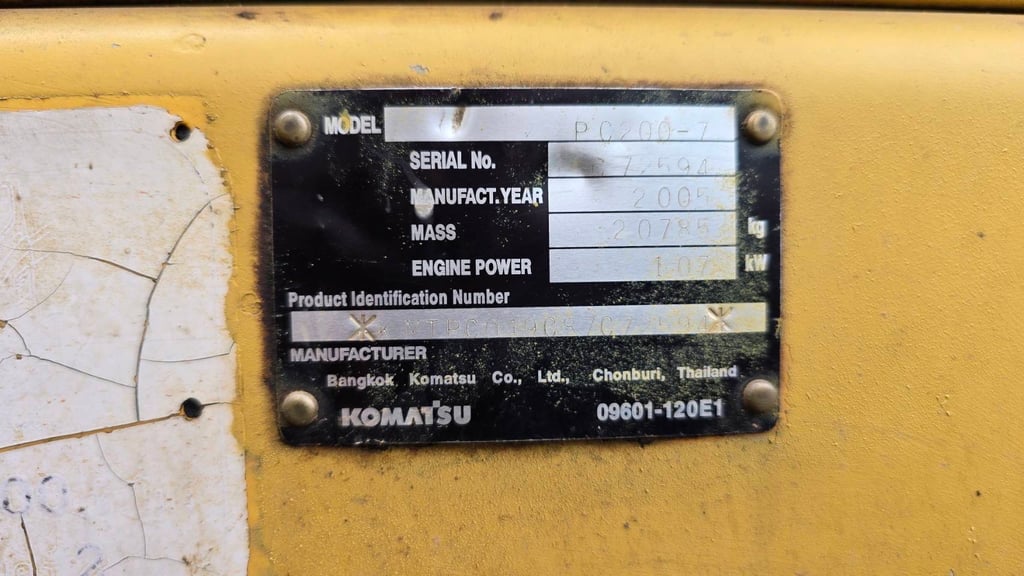 MODEL PC200-7
SERIAL No.
MANUFACT.YEAR 2005
MASS 20785 Kg
ENGINE POWER 107 KW
Product Identification Number
MANUFACTURER
Bangkok Komatsu Co., Ltd., Chonburi, Thailand
KOMATSU 09601-120E1